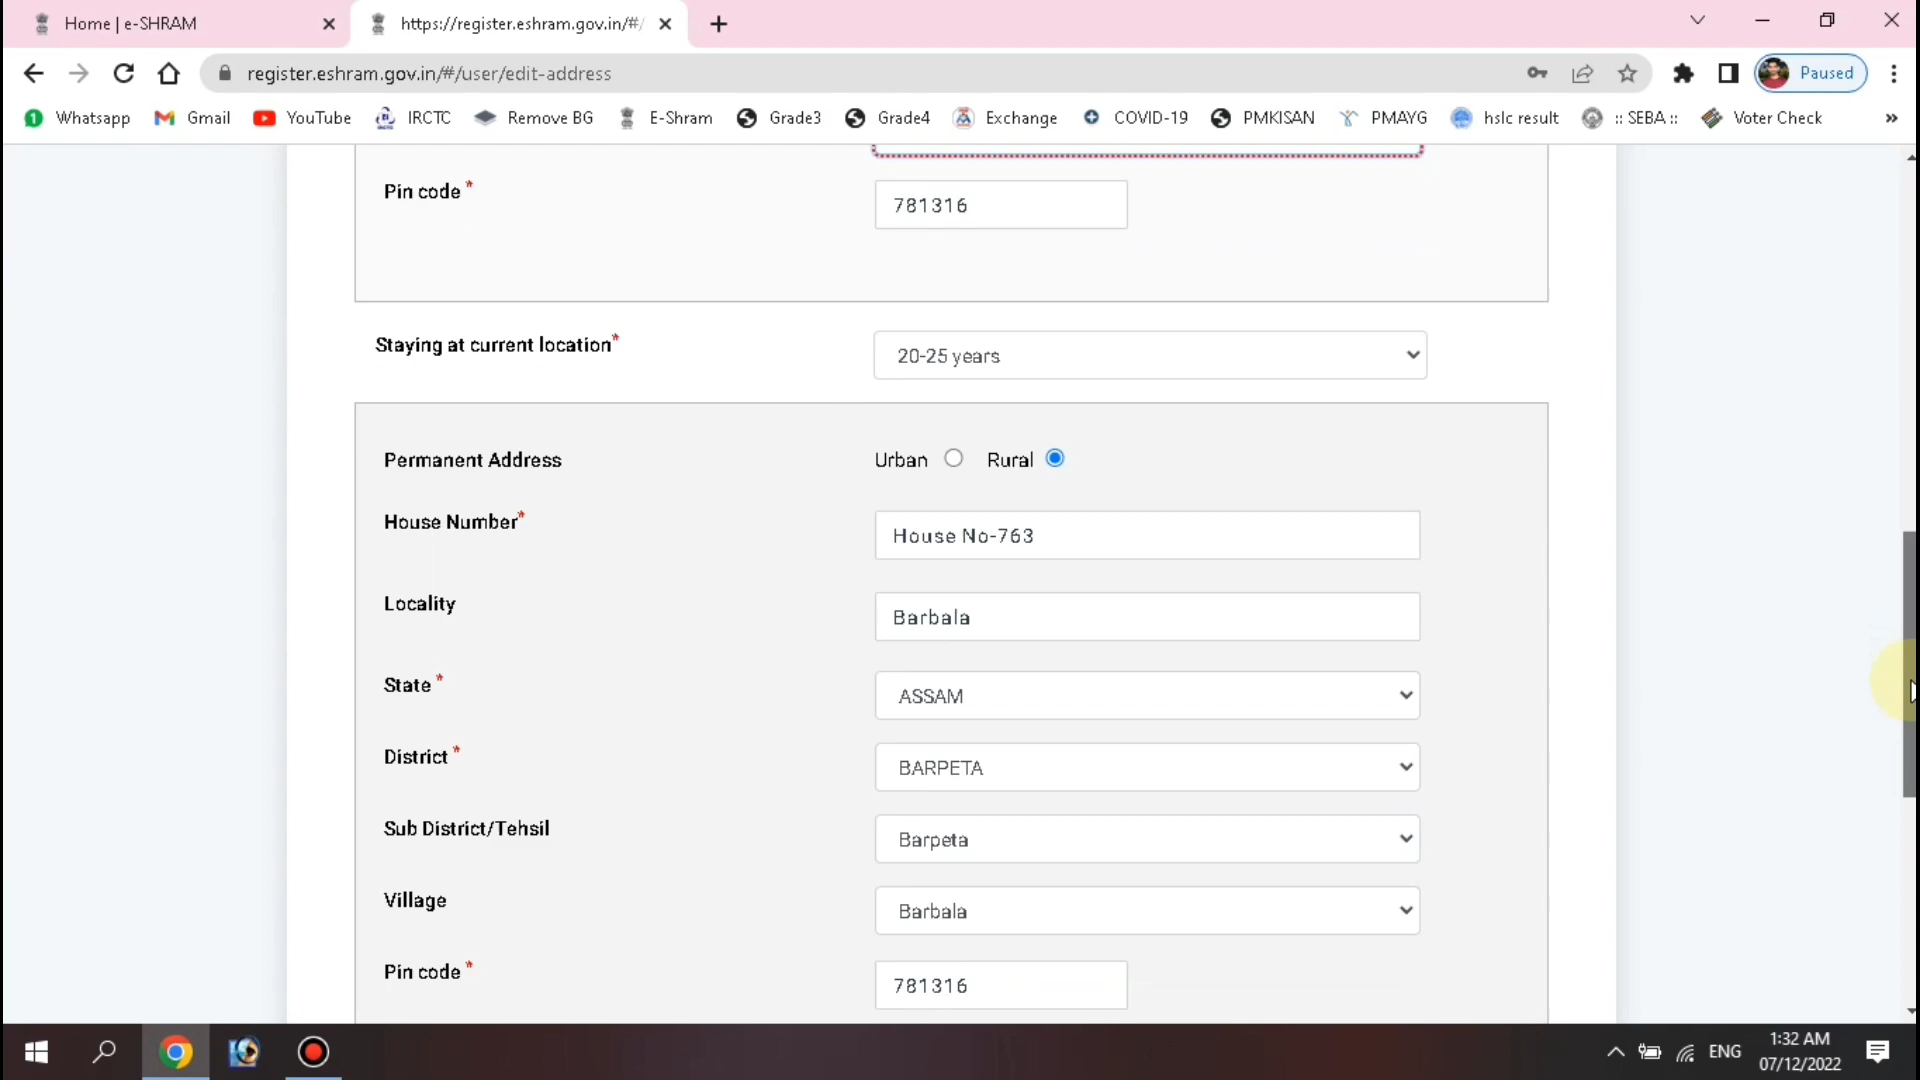 Home | e-SHRAM
https://register.eshram.gov.in/#/
register.eshram.gov.in/#/user/edit-address
Paused
1 Whatsapp Gmail YouTube IRCTC Remove BG E-Shram Grade3 Grade4 Exchange COVID-19 PMKISAN PMAYG hslc result :: SEBA :: Voter Check »
Pin code * 781316
Staying at current location* 20-25 years
Permanent Address Urban Rural
House Number* House No-763
Locality Barbala
State * ASSAM
District * BARPETA
Sub District/Tehsil Barpeta
Village Barbala
Pin code * 781316
ENG 1:32 AM
07/12/2022